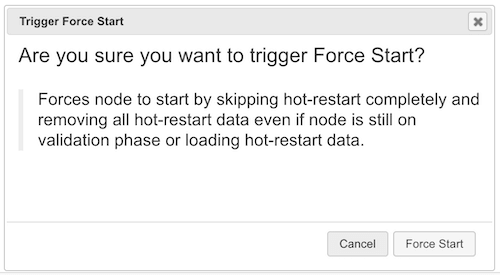 Trigger Force Start
Are you sure you want to trigger Force Start?
Forces node to start by skipping hot-restart completely and
removing all hot-restart data even if node is still on
validation phase or loading hot-restart data.
Cancel
Force Start